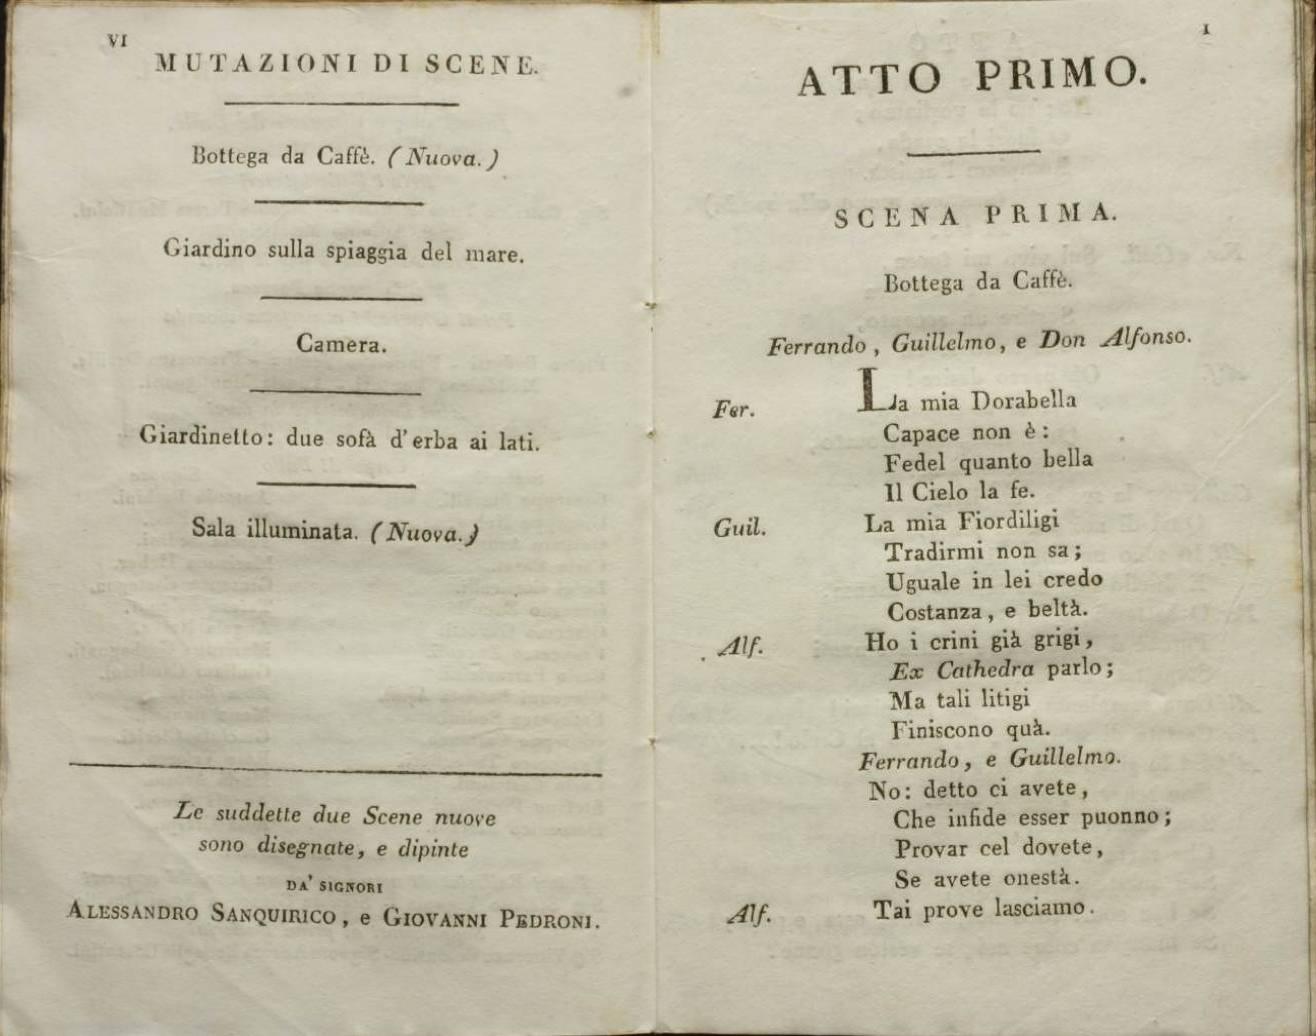 VI
MUTAZIONI DI SCENE.
Bottega da Caffè. (Nuova.)
Giardino sulla spiaggia del mare.
Camera.
Giardinetto: due sofà d'erba ai lati.
Sala illuminata. (Nuova.)
Le suddette due Scene nuove
sono disegnate, e dipinte
DA' SIGNORI
ALESSANDRO SANQUIRICO, e GIOVANNI PEDRONI.
I
ATTO PRIMO.
SCENA PRIMA.
Bottega da Caffè.
Ferrando, Guillelmo, e Don Alfonso.
Fer. La mia Dorabella
Capace non è:
Fedel quanto bella
Il Cielo la fe.
Guil. La mia Fiordiligi
Tradirmi non sa;
Uguale in lei credo
Costanza, e beltà.
Alf. Ho i crini già grigi,
Ex Cathedra parlo;
Ma tali litigi
Finiscono quà.
Ferrando, e Guillelmo.
No: detto ci avete,
Che infide esser puonno;
Provar cel dovete,
Se avete onestà.
Alf. Tai prove lasciamo.